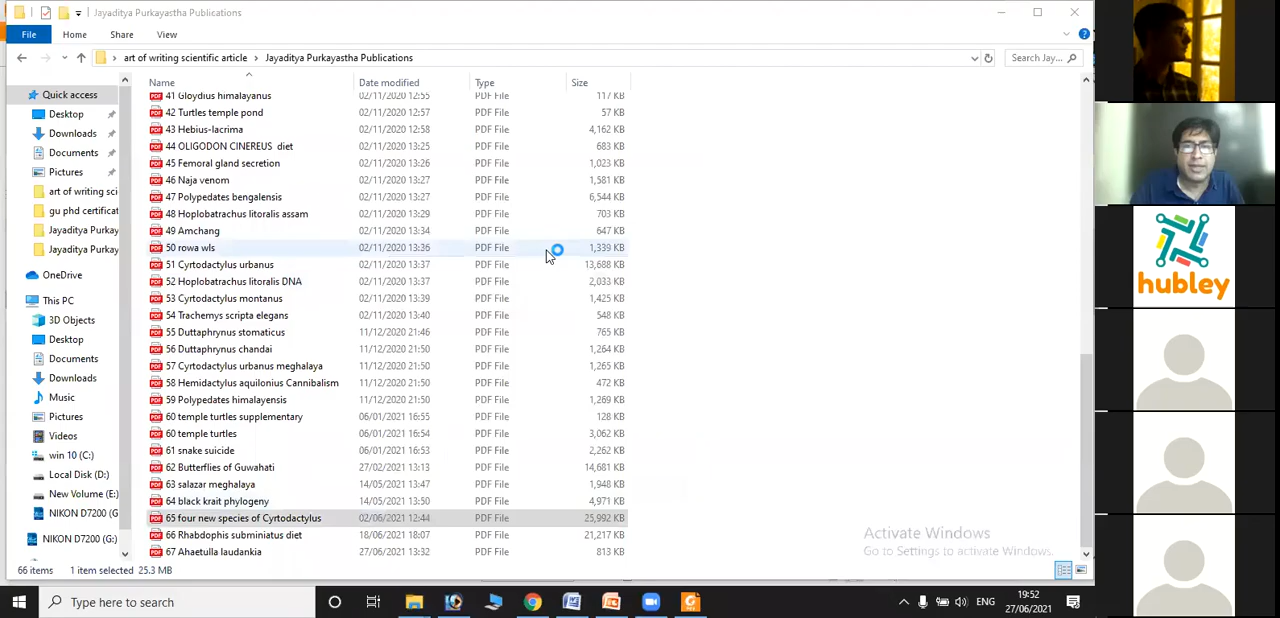 Jayaditya Purkayastha Publications
File Home Share View
art of writing scientific article > Jayaditya Purkayastha Publications Search Jay...
Name Date modified Type Size
Quick access
Desktop
Downloads
Documents
Pictures
art of writing sci
gu phd certificat
Jayaditya Purkay
Jayaditya Purkay
OneDrive
This PC
3D Objects
Desktop
Documents
Downloads
Music
Pictures
Videos
win 10 (C:)
Local Disk (D:)
New Volume (E:)
NIKON D7200 (G
NIKON D7200 (G:)
41 Gloydius himalayanus 02/11/2020 12:55 PDF File 117 KB
42 Turtles temple pond 02/11/2020 12:57 PDF File 57 KB
43 Hebius-lacrima 02/11/2020 12:58 PDF File 4,162 KB
44 OLIGODON CINEREUS diet 02/11/2020 13:25 PDF File 683 KB
45 Femoral gland secretion 02/11/2020 13:26 PDF File 1,023 KB
46 Naja venom 02/11/2020 13:27 PDF File 1,581 KB
47 Polypedates bengalensis 02/11/2020 13:27 PDF File 6,544 KB
48 Hoplobatrachus litoralis assam 02/11/2020 13:29 PDF File 703 KB
49 Amchang 02/11/2020 13:34 PDF File 647 KB
50 rowa wls 02/11/2020 13:36 PDF File 1,339 KB
51 Cyrtodactylus urbanus 02/11/2020 13:37 PDF File 13,688 KB
52 Hoplobatrachus litoralis DNA 02/11/2020 13:37 PDF File 2,033 KB
53 Cyrtodactylus montanus 02/11/2020 13:39 PDF File 1,425 KB
54 Trachemys scripta elegans 02/11/2020 13:40 PDF File 548 KB
55 Duttaphrynus stomaticus 11/12/2020 21:46 PDF File 765 KB
56 Duttaphrynus chandai 11/12/2020 21:50 PDF File 1,264 KB
57 Cyrtodactylus urbanus meghalaya 11/12/2020 21:50 PDF File 1,265 KB
58 Hemidactylus aquilonius Cannibalism 11/12/2020 21:50 PDF File 472 KB
59 Polypedates himalayensis 11/12/2020 21:50 PDF File 1,269 KB
60 temple turtles supplementary 06/01/2021 16:55 PDF File 128 KB
60 temple turtles 06/01/2021 16:54 PDF File 3,062 KB
61 snake suicide 06/01/2021 16:53 PDF File 2,262 KB
62 Butterflies of Guwahati 27/02/2021 13:13 PDF File 14,681 KB
63 salazar meghalaya 14/05/2021 13:47 PDF File 1,948 KB
64 black krait phylogeny 14/05/2021 13:50 PDF File 4,971 KB
65 four new species of Cyrtodactylus 02/06/2021 12:44 PDF File 25,992 KB
66 Rhabdophis subminiatus diet 18/06/2021 18:07 PDF File 21,217 KB
67 Ahaetulla laudankia 27/06/2021 13:32 PDF File 813 KB
66 items 1 item selected 25.3 MB
Activate Windows
Go to Settings to activate Windows.
hubley
Type here to search
ENG
19:52
27/06/2021